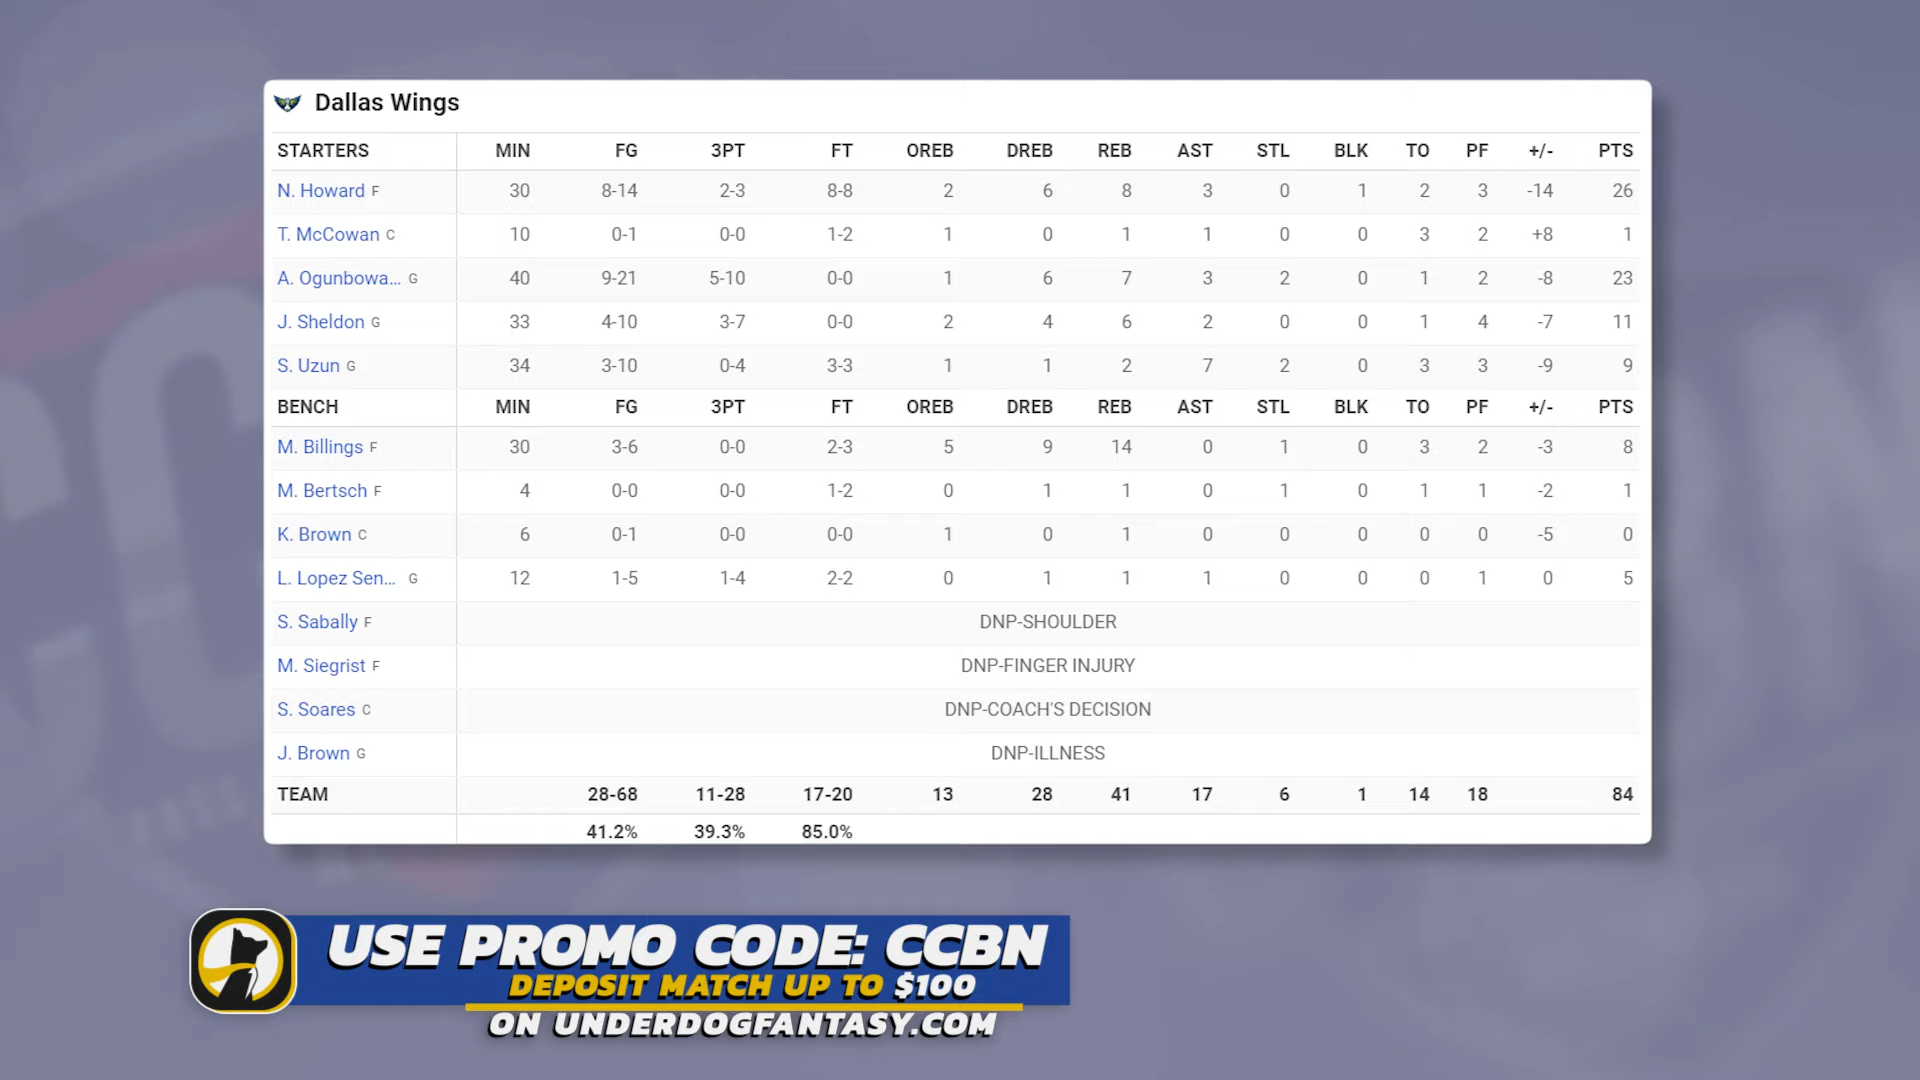 Dallas Wings
STARTERS MIN FG 3PT FT OREB DREB REB AST STL BLK TO PF +/- PTS
N. Howard F 30 8-14 2-3 8-8 2 6 8 3 0 1 2 3 -14 26
T. McCowan C 10 0-1 0-0 1-2 1 0 1 1 0 0 3 2 +8 1
A. Ogunbowa... G 40 9-21 5-10 0-0 1 6 7 3 2 0 1 2 -8 23
J. Sheldon G 33 4-10 3-7 0-0 2 4 6 2 0 0 1 4 -7 11
S. Uzun G 34 3-10 0-4 3-3 1 1 2 7 2 0 3 3 -9 9
BENCH MIN FG 3PT FT OREB DREB REB AST STL BLK TO PF +/- PTS
M. Billings F 30 3-6 0-0 2-3 5 9 14 0 1 0 3 2 -3 8
M. Bertsch F 4 0-0 0-0 1-2 0 1 1 0 1 0 1 1 -2 1
K. Brown C 6 0-1 0-0 0-0 1 0 1 0 0 0 0 0 -5 0
L. Lopez Sen... G 12 1-5 1-4 2-2 0 1 1 1 0 0 0 1 0 5
S. Sabally F DNP-SHOULDER
M. Siegrist F DNP-FINGER INJURY
S. Soares C DNP-COACH'S DECISION
J. Brown G DNP-ILLNESS
TEAM 28-68 11-28 17-20 13 28 41 17 6 1 14 18 84
41.2% 39.3% 85.0%
USE PROMO CODE: CCBN
DEPOSIT MATCH UP TO $100
ON UNDERDOGFANTASY.COM